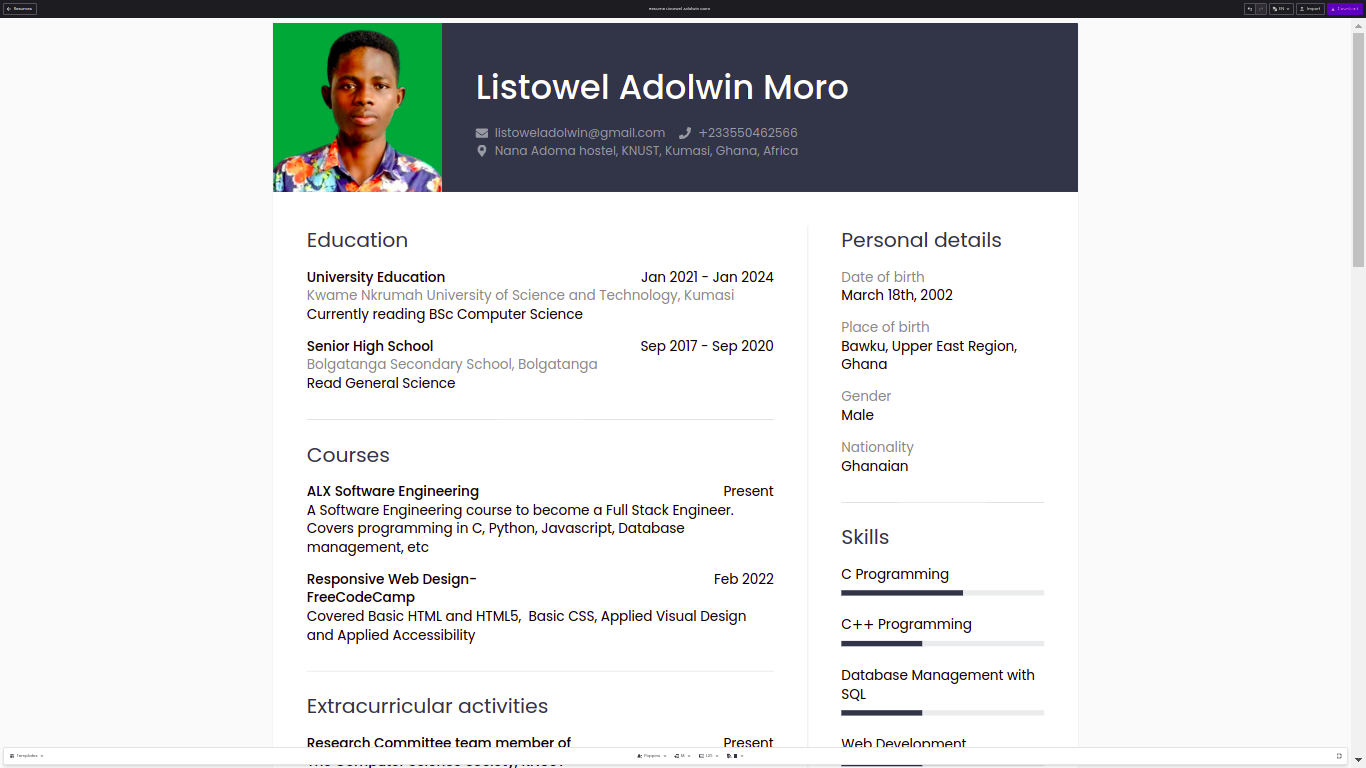 Resumes
Resume Listowel Adolwin Moro
EN
Import
Download
Listowel Adolwin Moro
listoweladolwin@gmail.com +233550462566
Nana Adoma hostel, KNUST, Kumasi, Ghana, Africa
Education
University Education Jan 2021 - Jan 2024
Kwame Nkrumah University of Science and Technology, Kumasi
Currently reading BSc Computer Science
Senior High School Sep 2017 - Sep 2020
Bolgatanga Secondary School, Bolgatanga
Read General Science
Courses
ALX Software Engineering Present
A Software Engineering course to become a Full Stack Engineer.
Covers programming in C, Python, Javascript, Database
management, etc
Responsive Web Design- Feb 2022
FreeCodeCamp
Covered Basic HTML and HTML5,  Basic CSS, Applied Visual Design
and Applied Accessibility
Extracurricular activities
Research Committee team member of Present
The Computer Science Society, KNUST
Personal details
Date of birth
March 18th, 2002
Place of birth
Bawku, Upper East Region,
Ghana
Gender
Male
Nationality
Ghanaian
Skills
C Programming
C++ Programming
Database Management with
SQL
Web Development
Templates
Poppins